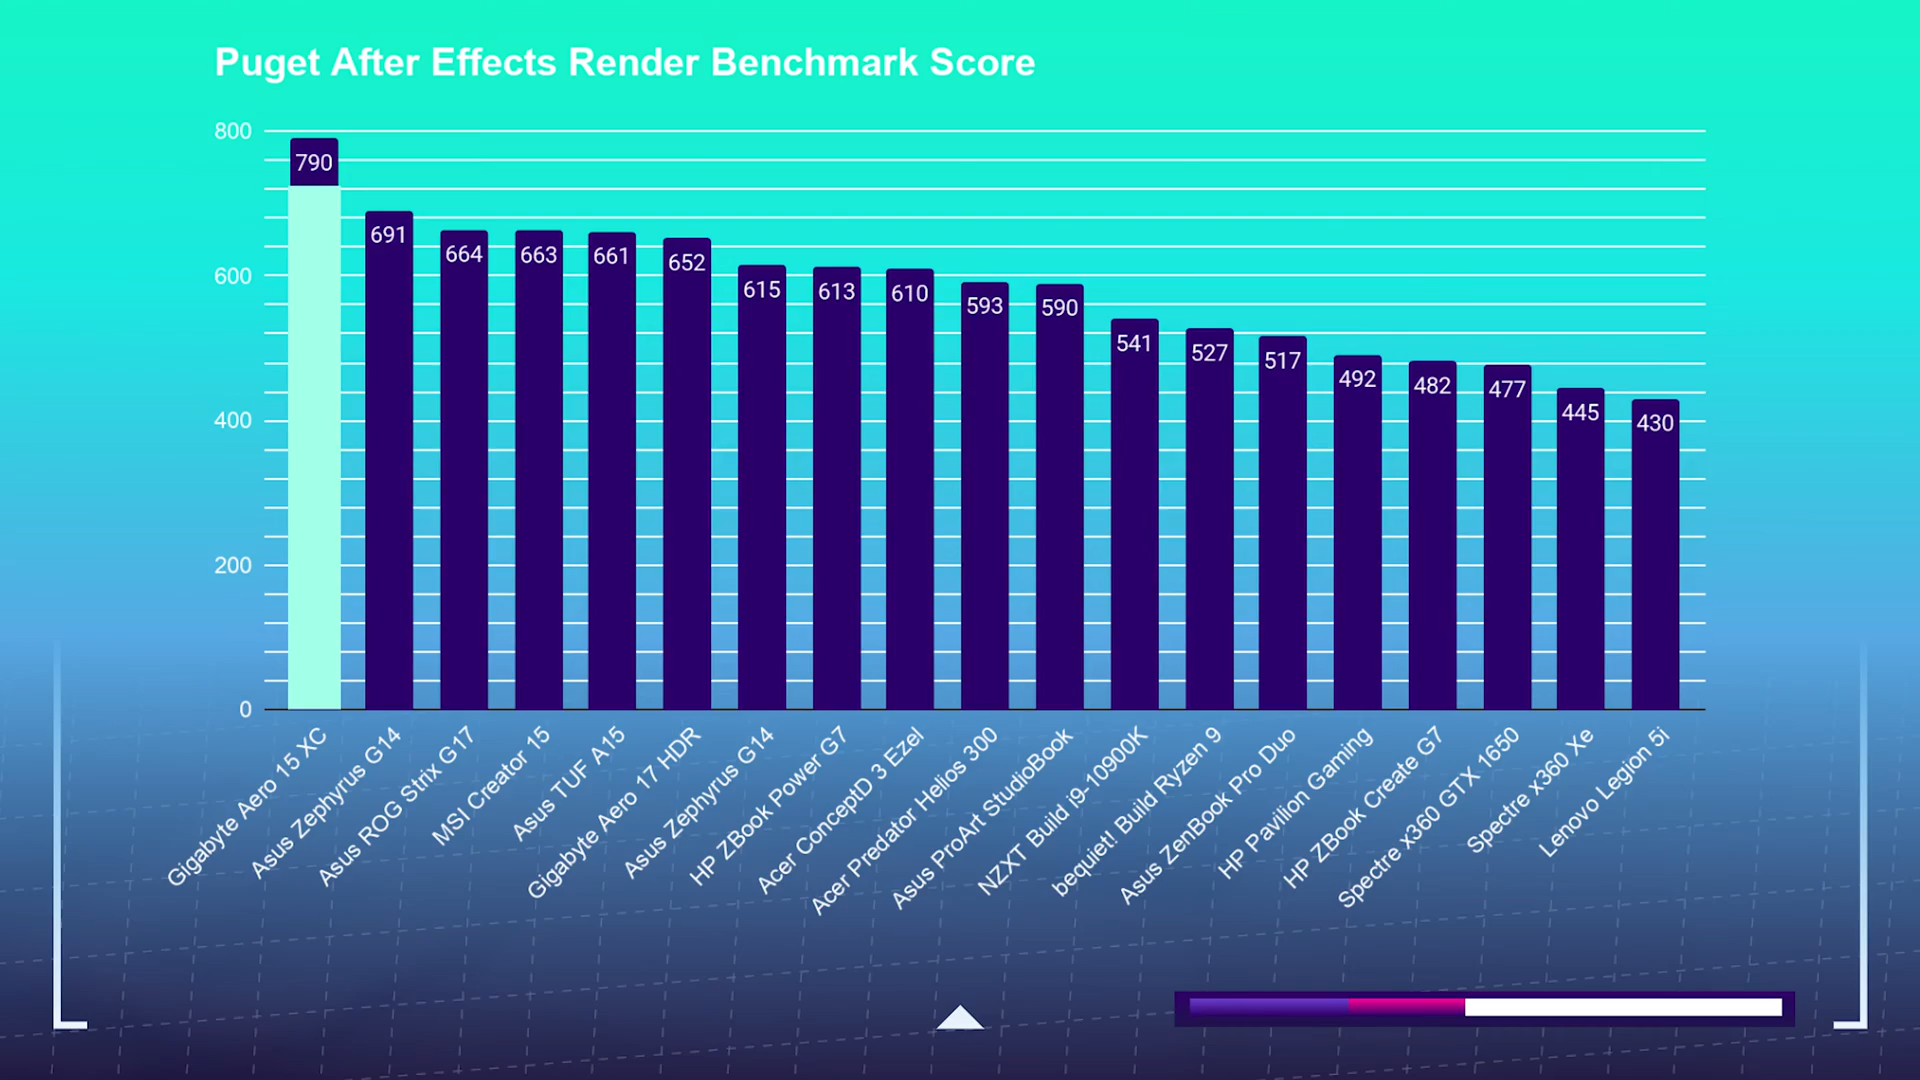 Puget After Effects Render Benchmark Score
800
600
400
200
0
790
691
664
663
661
652
615
613
610
593
590
541
527
517
492
482
477
445
430
Gigabyte Aero 15 XC
Asus Zephyrus G14
Asus ROG Strix G17
MSI Creator 15
Asus TUF A15
Gigabyte Aero 17 HDR
Asus Zephyrus G14
HP ZBook Power G7
Acer ConceptD 3 Ezel
Acer Predator Helios 300
Asus ProArt StudioBook
NZXT Build i9-10900K
bequiet! Build Ryzen 9
Asus ZenBook Pro Duo
HP Pavilion Gaming
HP ZBook Create G7
Spectre x360 GTX 1650
Spectre x360 Xe
Lenovo Legion 5i